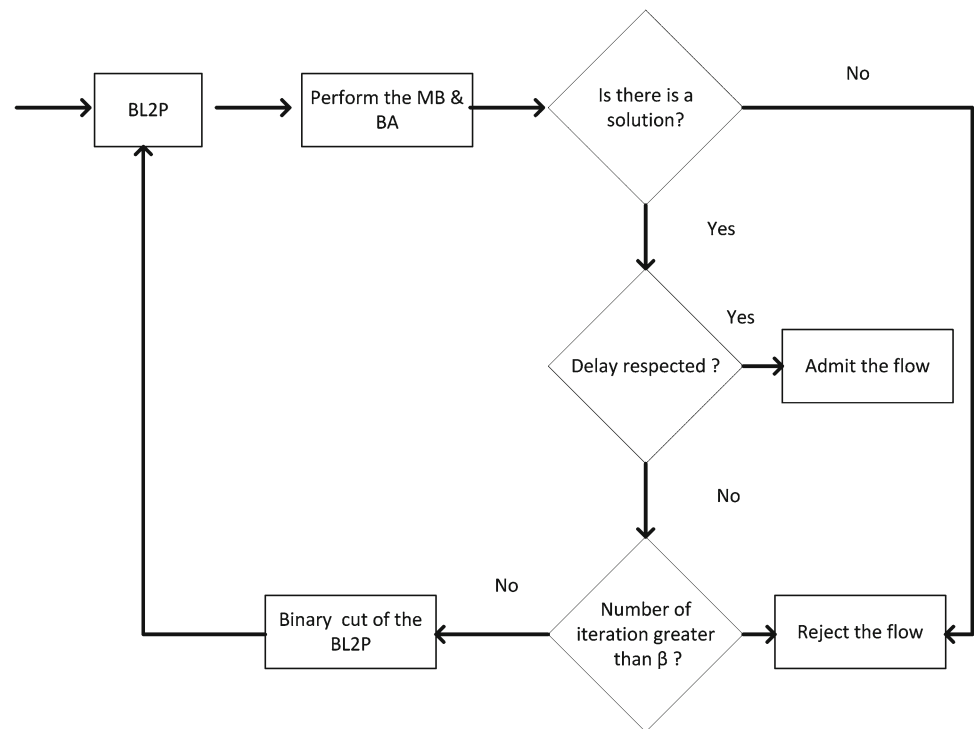 No
BL2P
Perform the MB &
BA
Is there is a
solution?
Yes
Yes
Delay respected ?
Admit the flow
No
No
Binary cut of the
BL2P
Number of
iteration greater
than β ?
Reject the flow